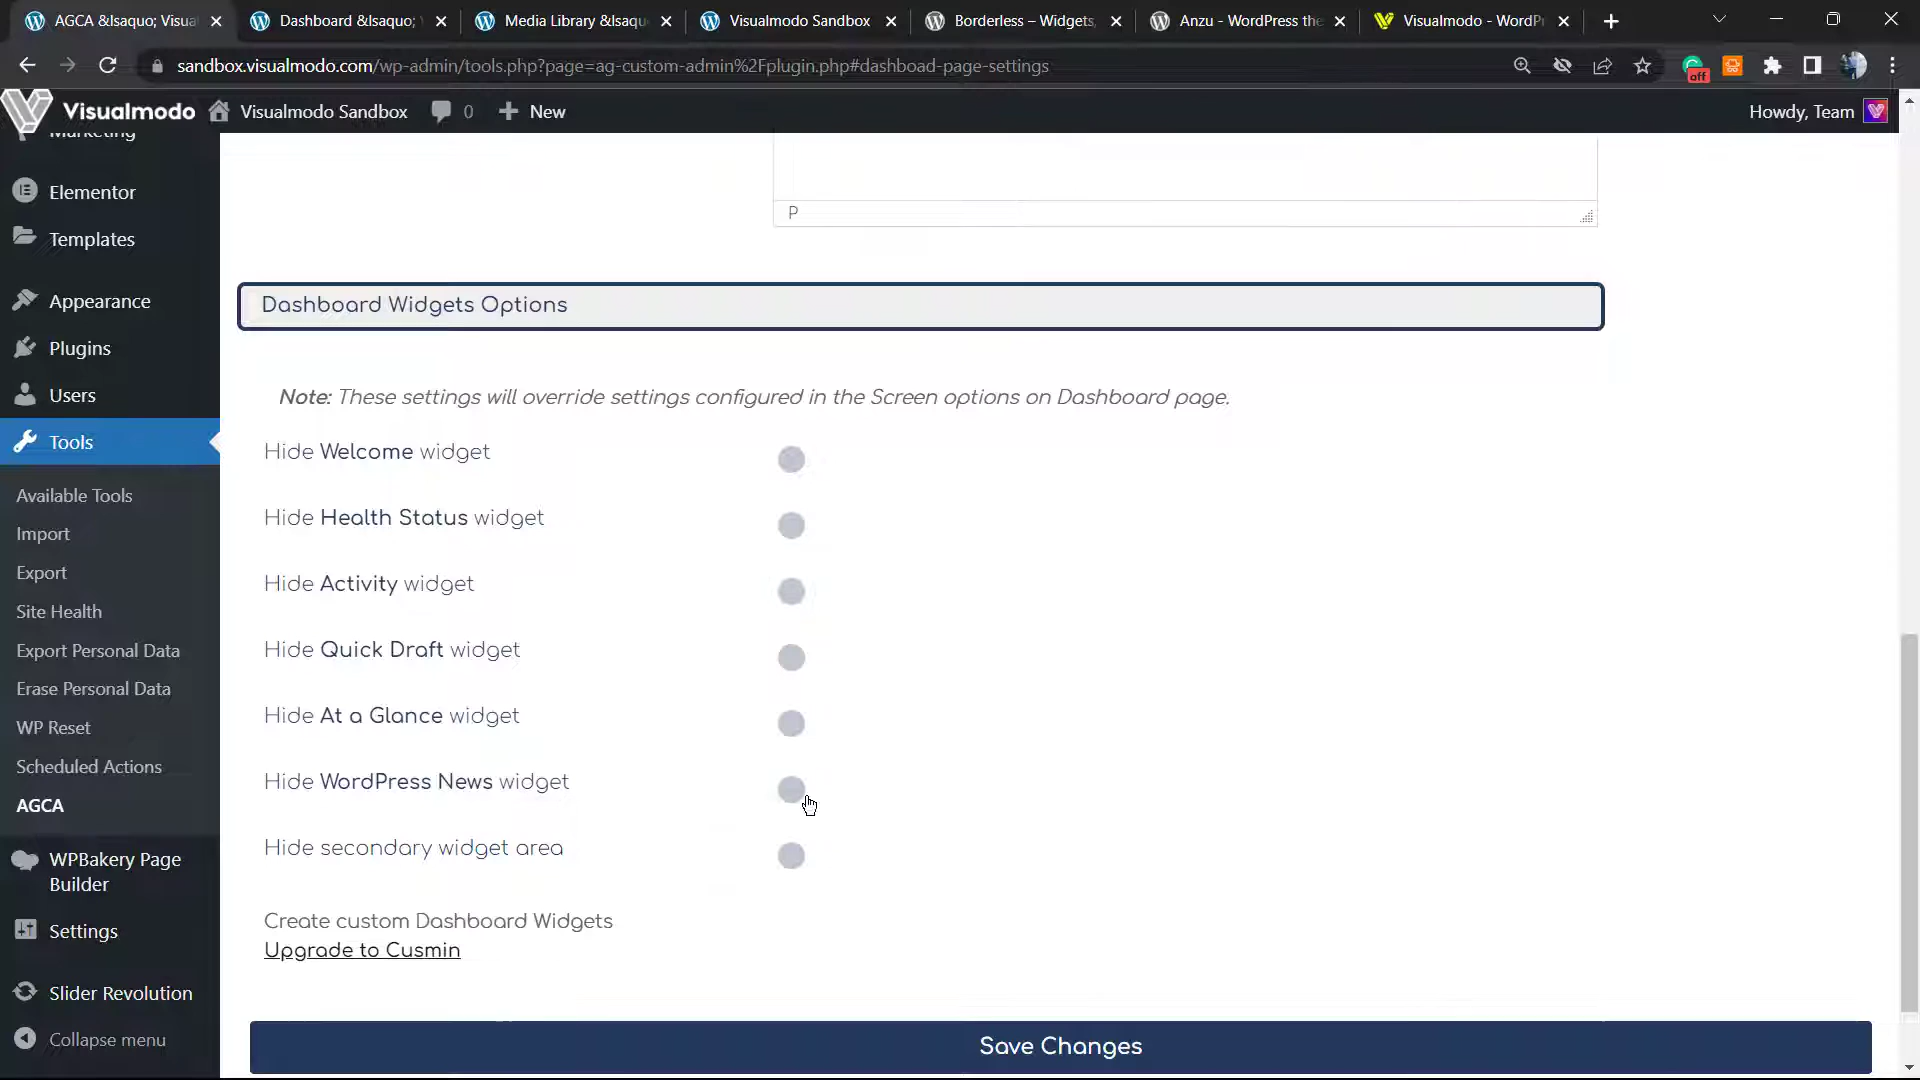 AGCA &lsaquo; Visua
Dashboard &lsaquo;
Media Library &lsaqu
Visualmodo Sandbox
Borderless – Widgets,
Anzu - WordPress the
Visualmodo - WordP
sandbox.visualmodo.com/wp-admin/tools.php?page=ag-custom-admin%2Fplugin.php#dashboad-page-settings
off
Visualmodo
Visualmodo Sandbox
0
New
Howdy, Team
Marketing
Elementor
Templates
Appearance
Plugins
Users
Tools
Available Tools
Import
Export
Site Health
Export Personal Data
Erase Personal Data
WP Reset
Scheduled Actions
AGCA
WPBakery Page
Builder
Settings
Slider Revolution
Collapse menu
P
Dashboard Widgets Options
Note: These settings will override settings configured in the Screen options on Dashboard page.
Hide Welcome widget
Hide Health Status widget
Hide Activity widget
Hide Quick Draft widget
Hide At a Glance widget
Hide WordPress News widget
Hide secondary widget area
Create custom Dashboard Widgets
Upgrade to Cusmin
Save Changes